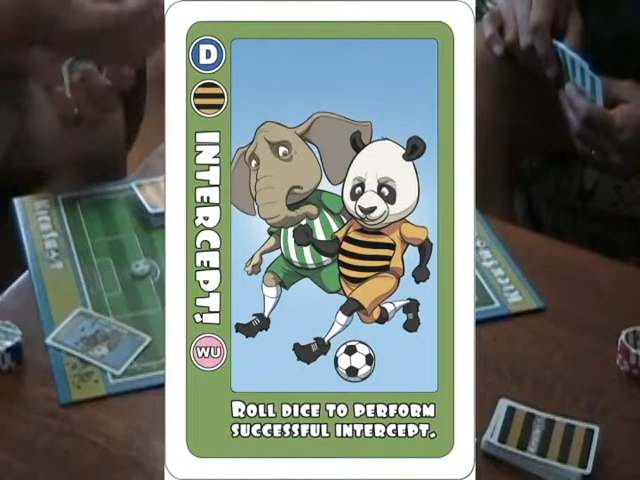 D
INTERCEPT!
WU
ROLL DICE TO PERFORM
SUCCESSFUL INTERCEPT.